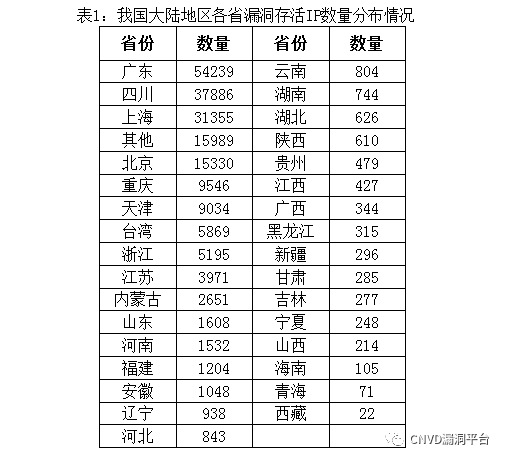 表1：我国大陆地区各省漏洞存活IP数量分布情况
省份 数量 省份 数量
广东 54239 云南 804
四川 37886 湖南 744
上海 31355 湖北 626
其他 15989 陕西 610
北京 15330 贵州 479
重庆 9546 江西 427
天津 9034 广西 344
台湾 5869 黑龙江 315
浙江 5195 新疆 296
江苏 3971 甘肃 285
内蒙古 2651 吉林 277
山东 1608 宁夏 248
河南 1532 山西 214
福建 1204 海南 105
安徽 1048 青海 71
辽宁 938 西藏 22
河北 843
CNVD漏洞平台